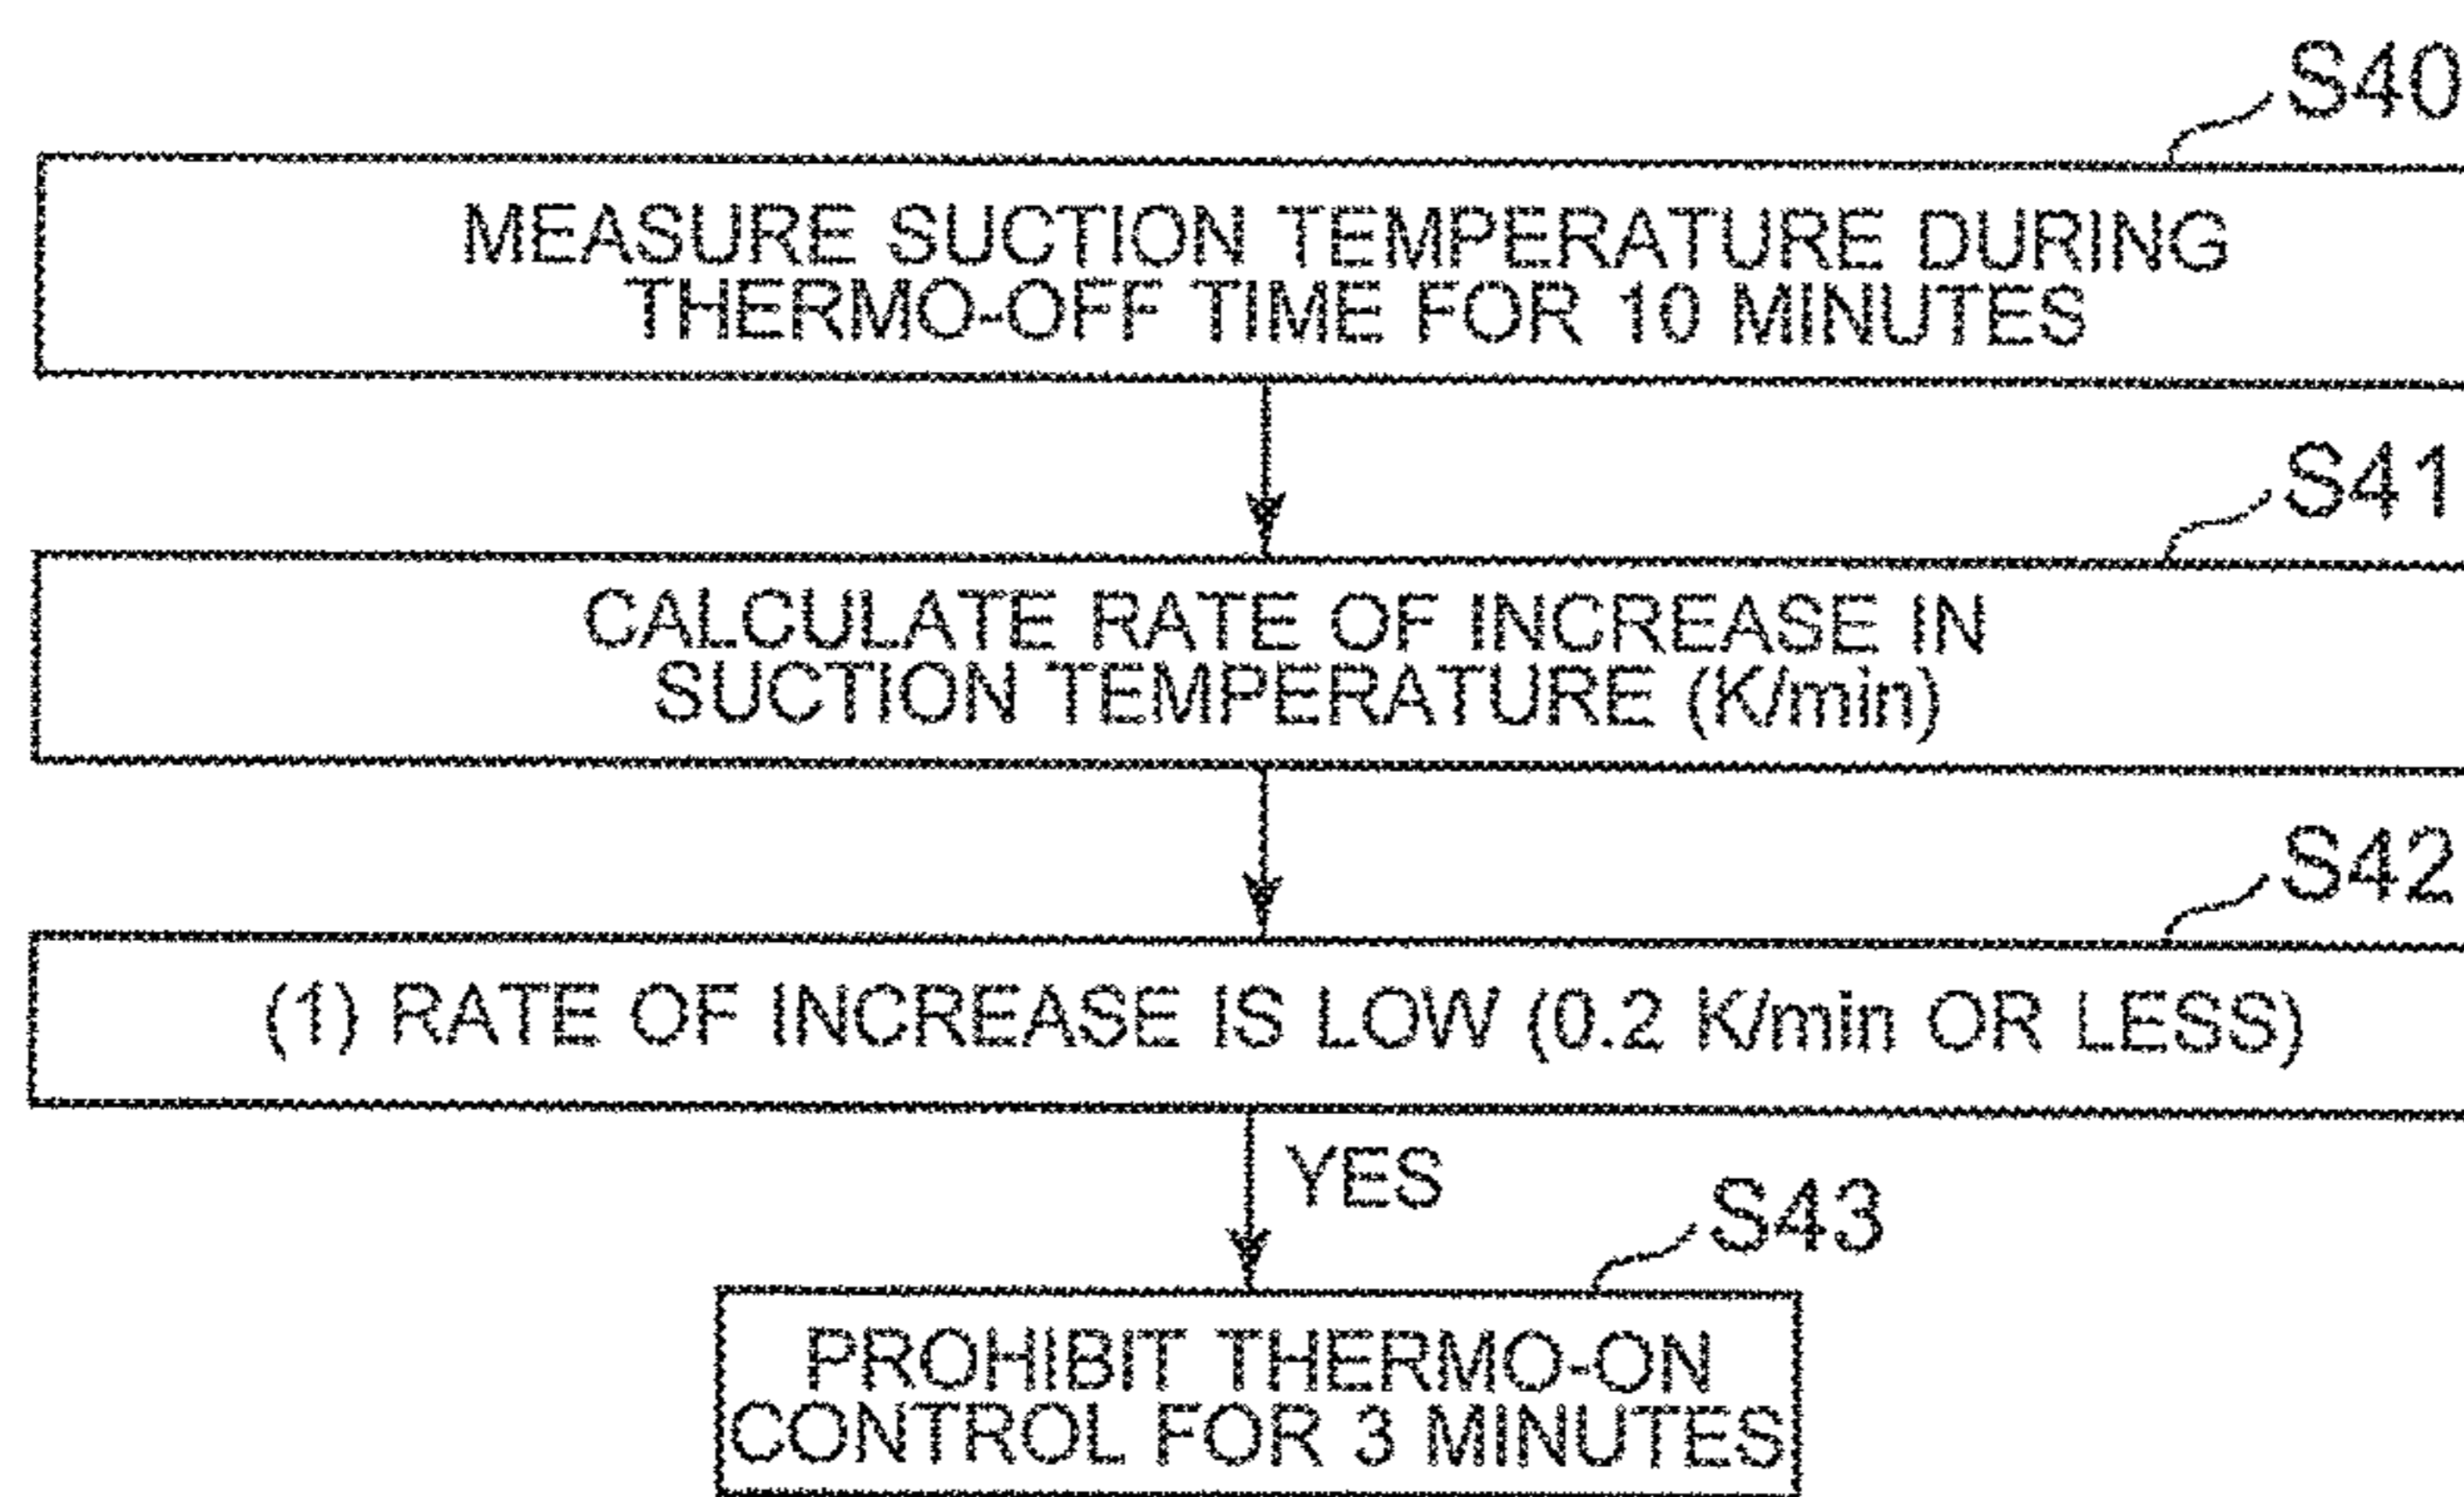 S40
MEASURE SUCTION TEMPERATURE DURING
THERMO-OFF TIME FOR 10 MINUTES
S41
CALCULATE RATE OF INCREASE IN
SUCTION TEMPERATURE (K/min)
S42
(1) RATE OF INCREASE IS LOW (0.2 K/min OR LESS)
YES
S43
PROHIBIT THERMO-ON
CONTROL FOR 3 MINUTES